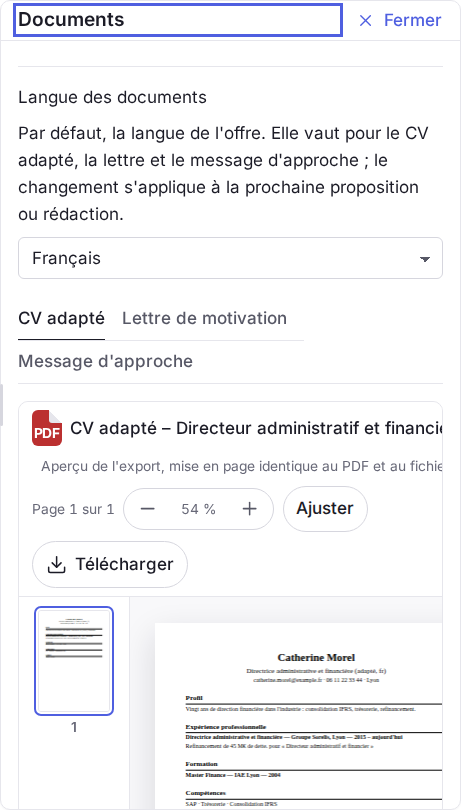 Documents
Fermer
Langue des documents
Par défaut, la langue de l'offre. Elle vaut pour le CV
adapté, la lettre et le message d'approche ; le
changement s'applique à la prochaine proposition
ou rédaction.
Français
CV adapté
Lettre de motivation
Message d'approche
PDF
CV adapté – Directeur administratif et financie
Aperçu de l'export, mise en page identique au PDF et au fichie
Page 1 sur 1
54 %
Ajuster
Télécharger
1
Catherine Morel
Directrice administrative et financière (adapté, fr)
catherine.morel@example.fr · 06 11 22 33 44 · Lyon
Profil
Vingt ans de direction financière dans l'industrie : consolidation IFRS, trésorerie, refinancement.
Expérience professionnelle
Directrice administrative et financière — Groupe Sorelis, Lyon — 2015 – aujourd'hui
Refinancement de 45 M€ de dette. pour « Directeur administratif et financier »
Formation
Master Finance — IAE Lyon — 2004
Compétences
SAP · Trésorerie · Consolidation IFRS